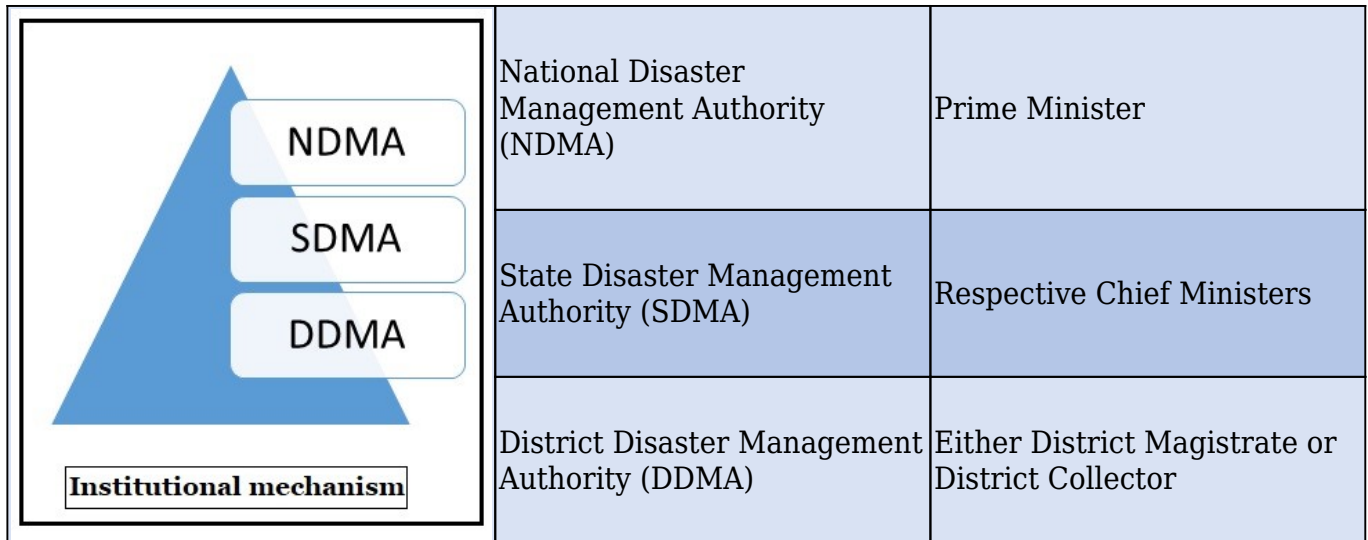 NDMA
SDMA
DDMA
Institutional mechanism
National Disaster
Management Authority
(NDMA)
Prime Minister
State Disaster Management
Authority (SDMA)
Respective Chief Ministers
District Disaster Management
Authority (DDMA)
Either District Magistrate or
District Collector